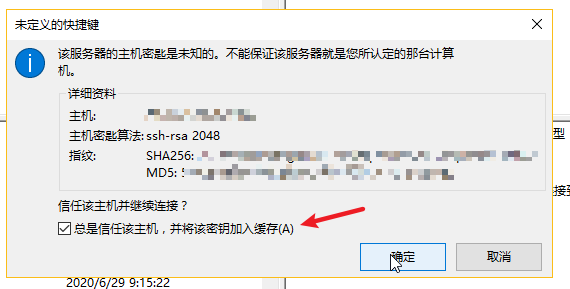 未定义的快捷键
该服务器的主机密匙是未知的。不能保证该服务器就是您所认定的那台计算
机。
详细资料
主机:
主机密匙算法: ssh-rsa 2048
指纹: SHA256:
MD5:
信任该主机并继续连接？
总是信任该主机，并将该密钥加入缓存(A)
确定 取消
型
接到
2020/6/29 9:15:22